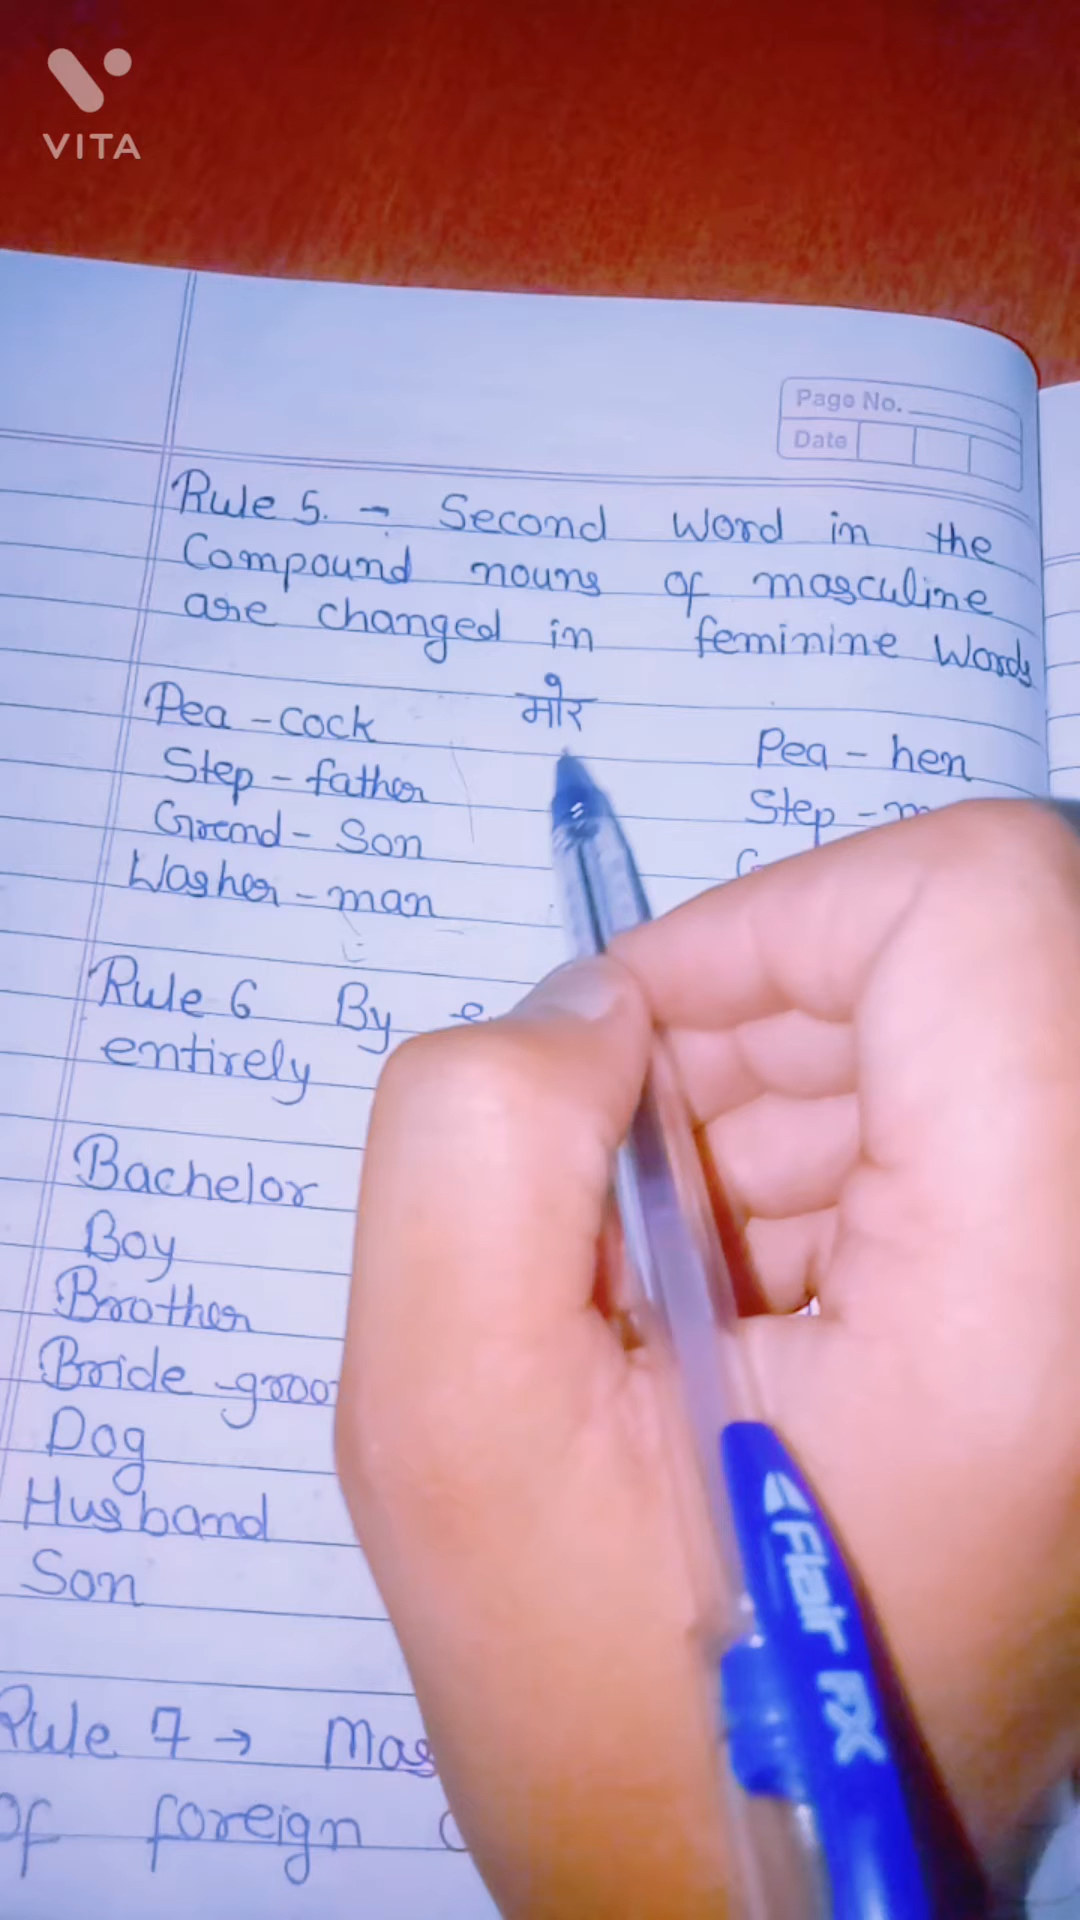 VITA
Page No.
Date
Rule 5. - Second word in the
Compound nouns of masculine
are changed in feminine words
Pea - cock मोर Pea - hen
Step - father Step -
Grand - Son
Washer - man
Rule 6 By
entirely
Bachelor
Boy
Brother
Bride
Dog
Husband
Son
Rule 7 →
of foreign
Flair FX